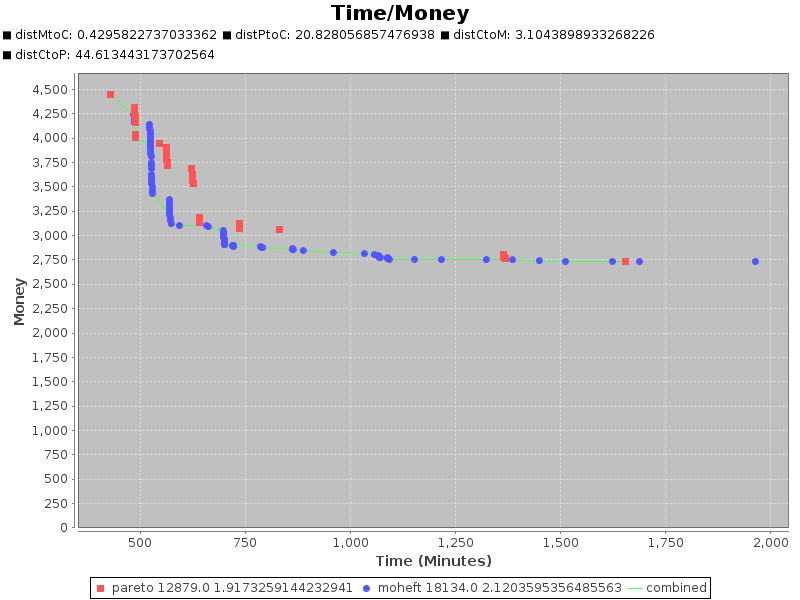 Time/Money
distMtoC: 0.4295822737033362 distPtoC: 20.828056857476938 distCtoM: 3.1043898933268226
distCtoP: 44.613443173702564
4,500
4,250
4,000
3,750
3,500
3,250
3,000
2,750
2,500
2,250
2,000
1,750
1,500
1,250
1,000
750
500
250
0
Money
500 750 1,000 1,250 1,500 1,750 2,000
Time (Minutes)
pareto 12879.0 1.9173259144232941 moheft 18134.0 2.1203595356485563 combined